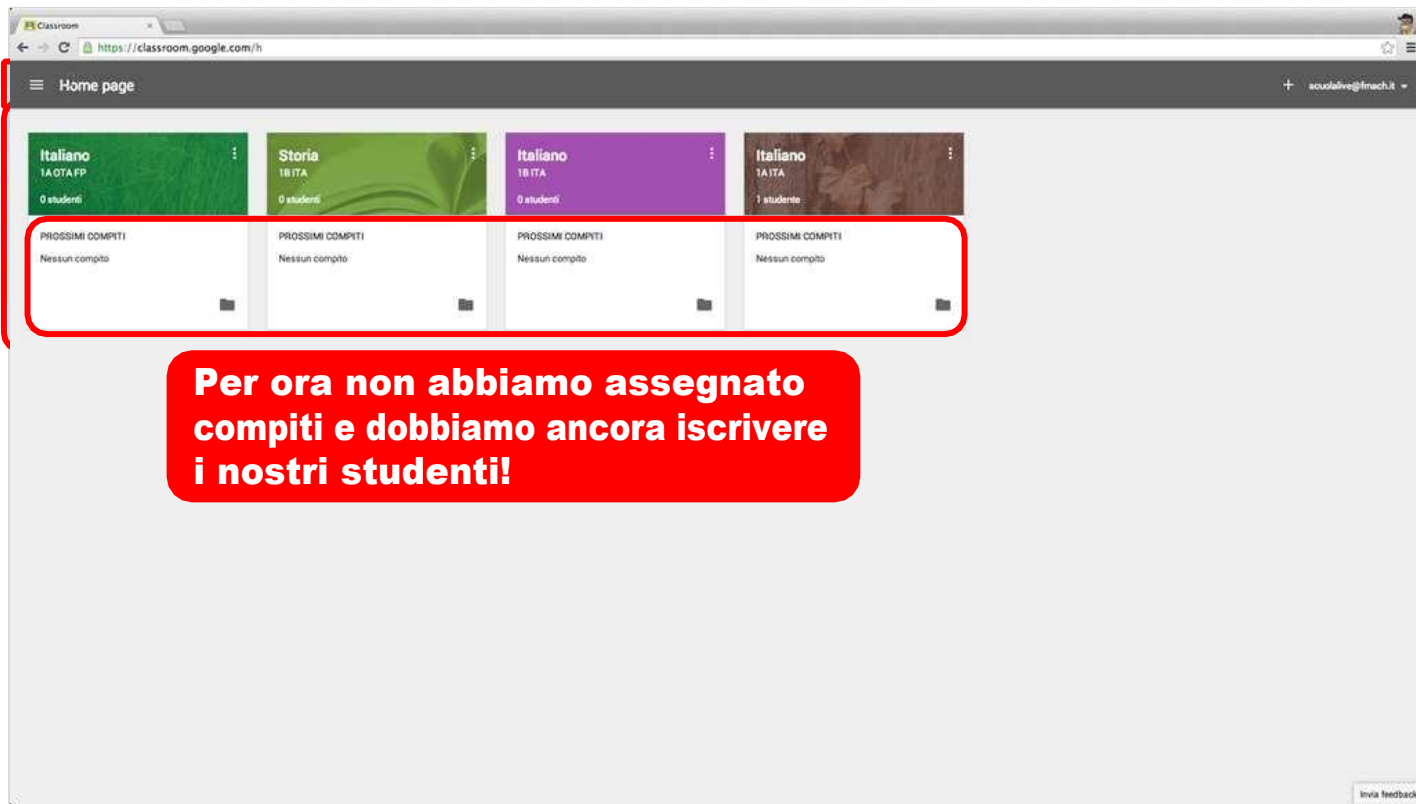 Classroom
https://classroom.google.com/h
Home page
scuolalive@fmach.it
Italiano
1A OTA FP
0 studenti
Storia
1B ITA
0 studenti
Italiano
1B ITA
0 studenti
Italiano
1A ITA
1 studente
PROSSIMI COMPITI
Nessun compito
PROSSIMI COMPITI
Nessun compito
PROSSIMI COMPITI
Nessun compito
PROSSIMI COMPITI
Nessun compito
Per ora non abbiamo assegnato
compiti e dobbiamo ancora iscrivere
i nostri studenti!
Invia feedback